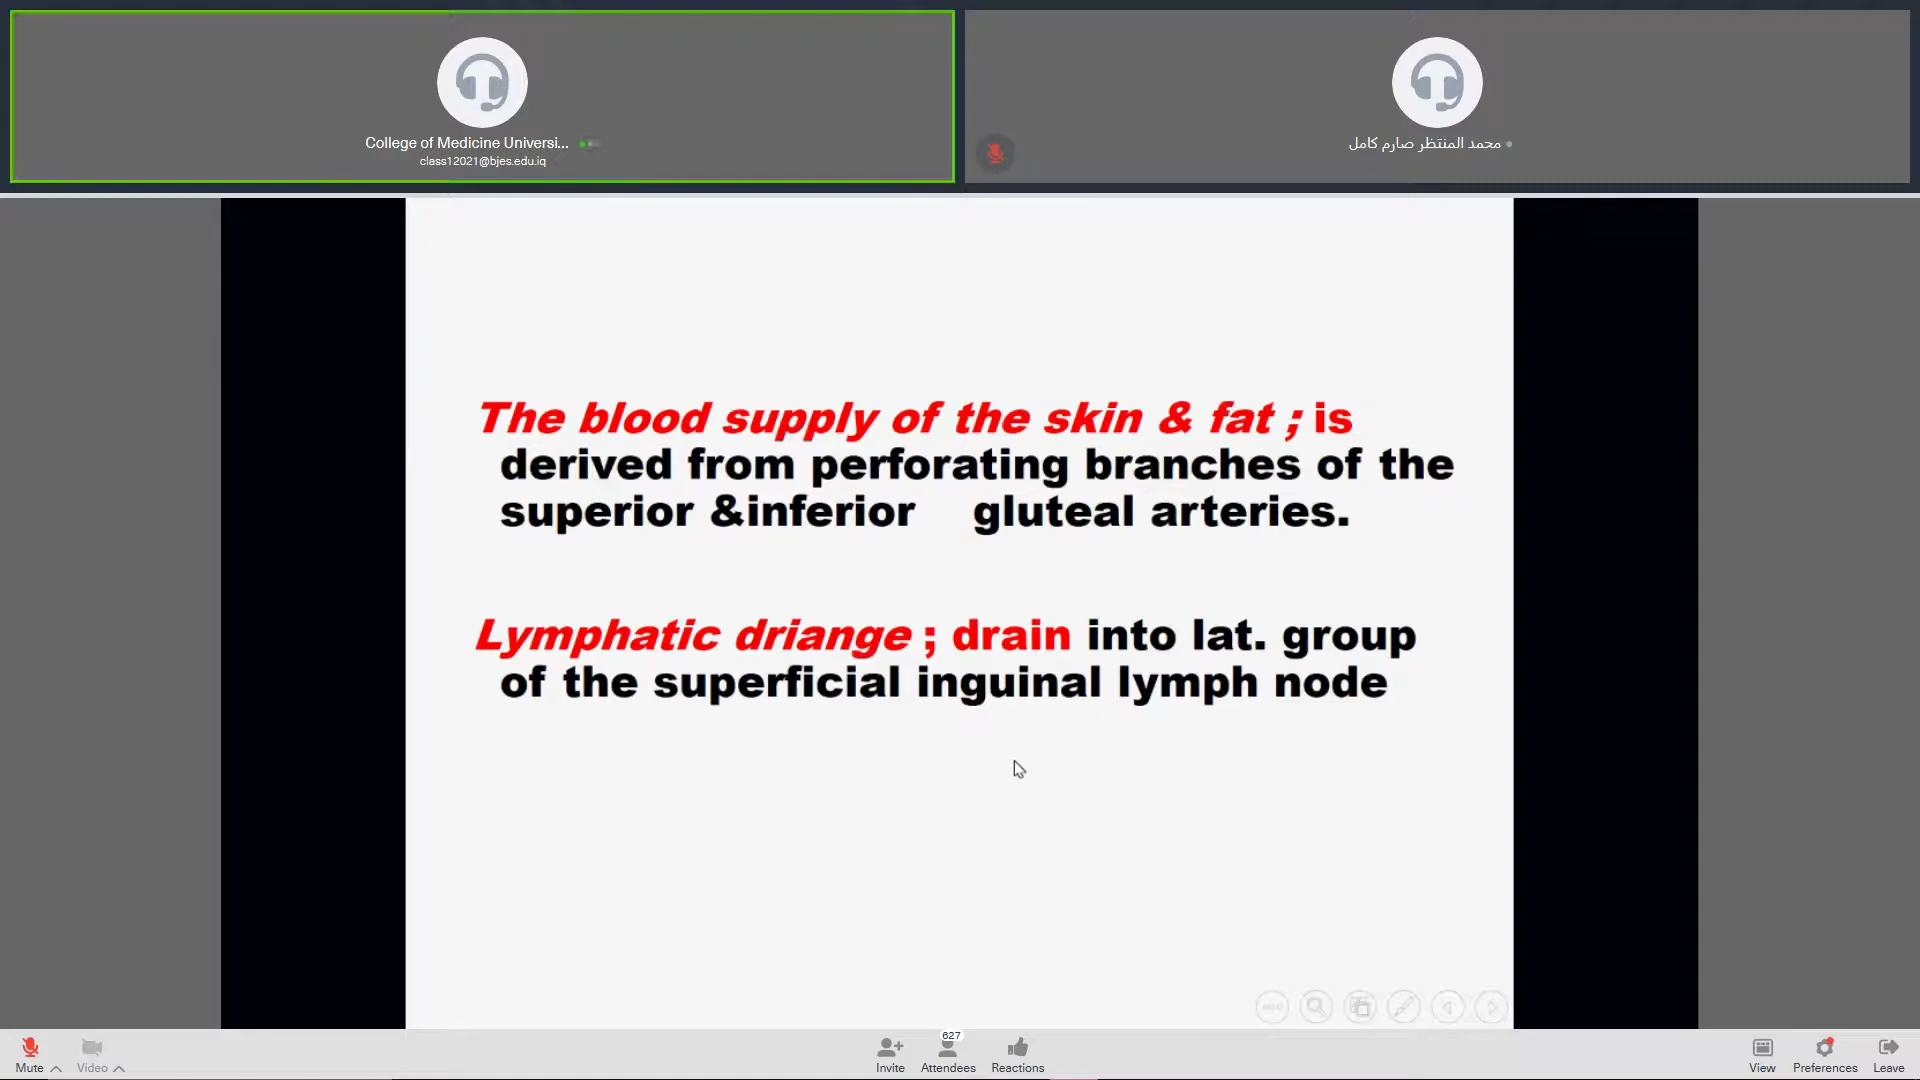 College of Medicine Universi...
class12021@bjes.edu.iq
محمد المنتظر صارم كامل
The blood supply of the skin & fat ; is
derived from perforating branches of the
superior &inferior gluteal arteries.
Lymphatic driange ; drain into lat. group
of the superficial inguinal lymph node
Mute
Video
Invite
627
Attendees
Reactions
View
Preferences
Leave